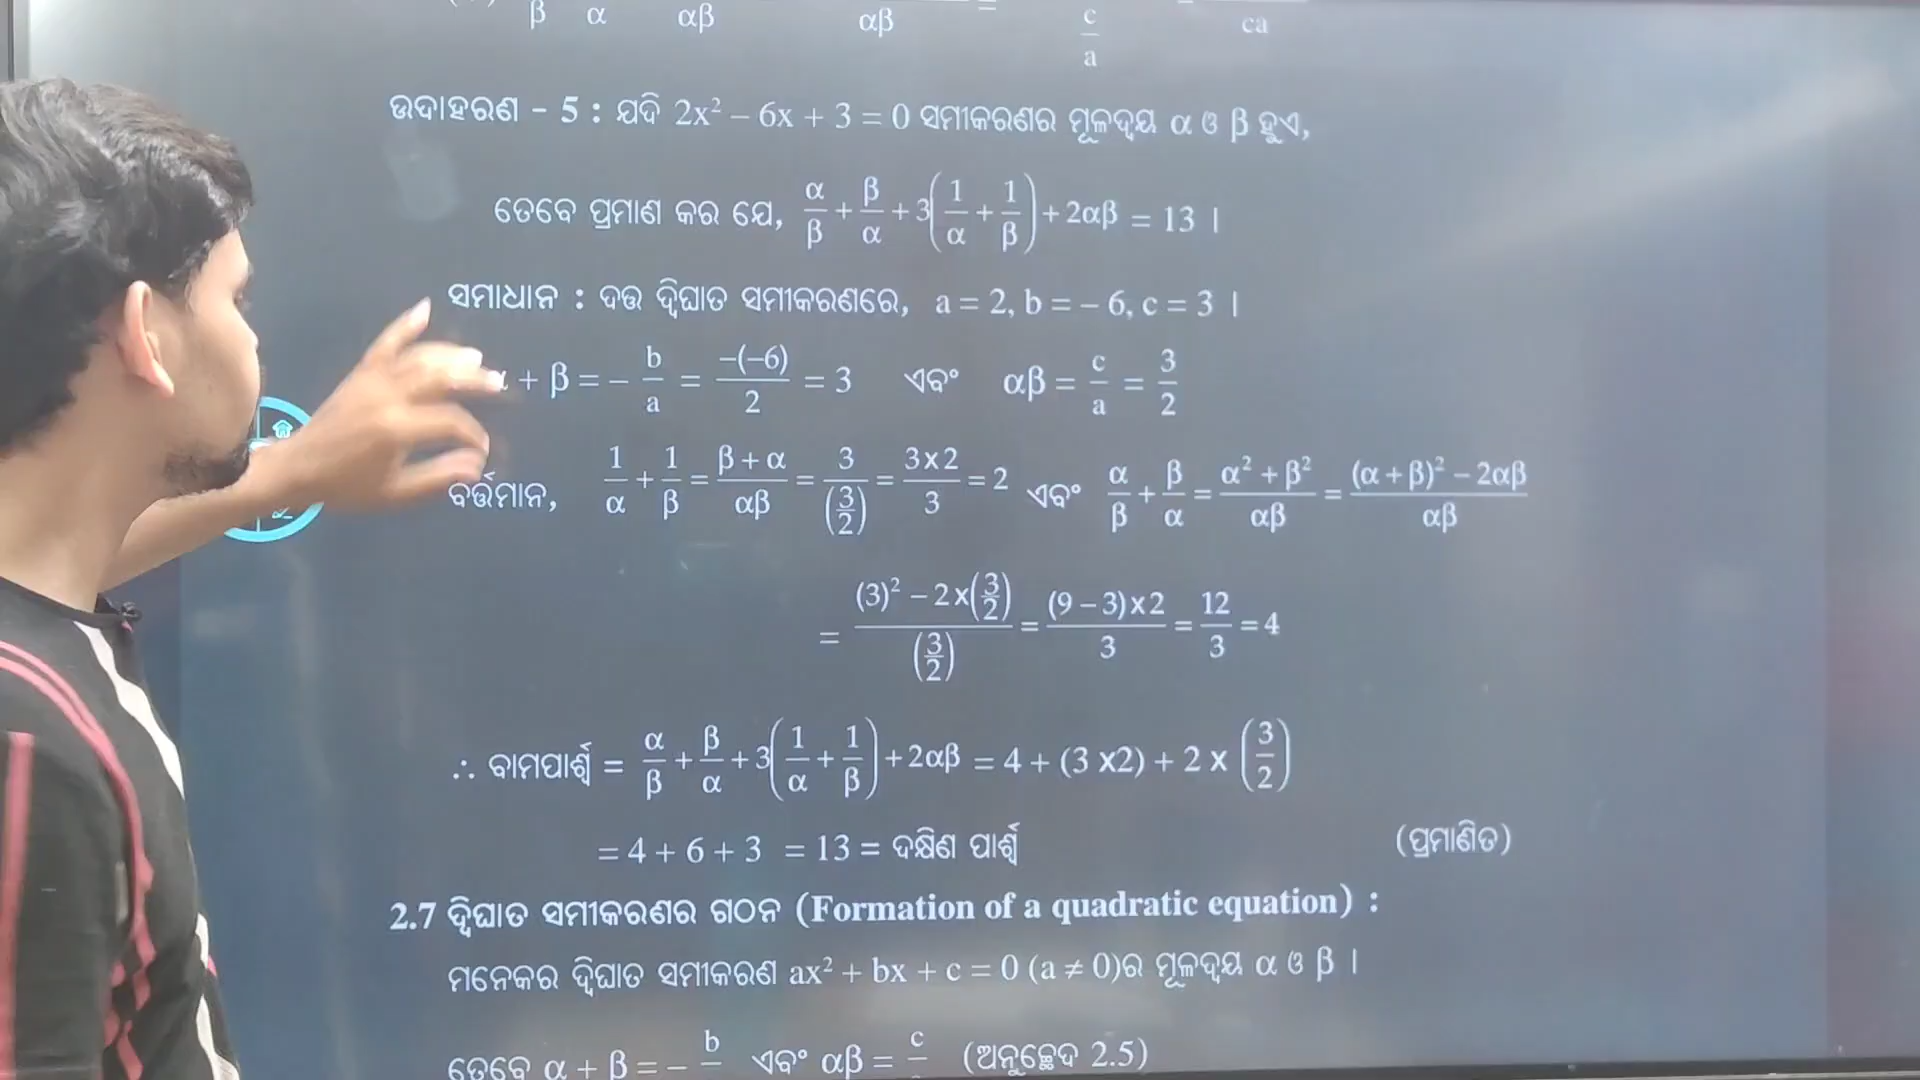 β α αβ αβ = c/a ca
ଉଦାହରଣ - 5 : ଯଦି 2x² – 6x + 3 = 0 ସମୀକରଣର ମୂଳଦ୍ୱୟ α ଓ β ହୁଏ,
ତେବେ ପ୍ରମାଣ କର ଯେ, α/β + β/α + 3(1/α + 1/β) + 2αβ = 13 ।
ସମାଧାନ : ଦତ୍ତ ଦ୍ୱିଘାତ ସମୀକରଣରେ, a = 2, b = – 6, c = 3 ।
α + β = – b/a = –(–6)/2 = 3 ଏବଂ αβ = c/a = 3/2
ବର୍ତ୍ତମାନ, 1/α + 1/β = (β + α)/αβ = 3/(3/2) = (3 x 2)/3 = 2 ଏବଂ α/β + β/α = (α² + β²)/αβ = ((α + β)² – 2αβ)/αβ
= ((3)² – 2 x (3/2))/(3/2) = ((9 – 3) x 2)/3 = 12/3 = 4
∴ ବାମପାର୍ଶ୍ଵ = α/β + β/α + 3(1/α + 1/β) + 2αβ = 4 + (3 x2) + 2 x (3/2)
= 4 + 6 + 3 = 13 = ଦକ୍ଷିଣ ପାର୍ଶ୍ଵ (ପ୍ରମାଣିତ)
2.7 ଦ୍ୱିଘାତ ସମୀକରଣର ଗଠନ (Formation of a quadratic equation) :
ମନେକର ଦ୍ୱିଘାତ ସମୀକରଣ ax² + bx + c = 0 (a ≠ 0)ର ମୂଳଦ୍ୱୟ α ଓ β ।
ତେବେ α + β = – b ଏବଂ αβ = c (ଅନୁଚ୍ଛେଦ 2.5)